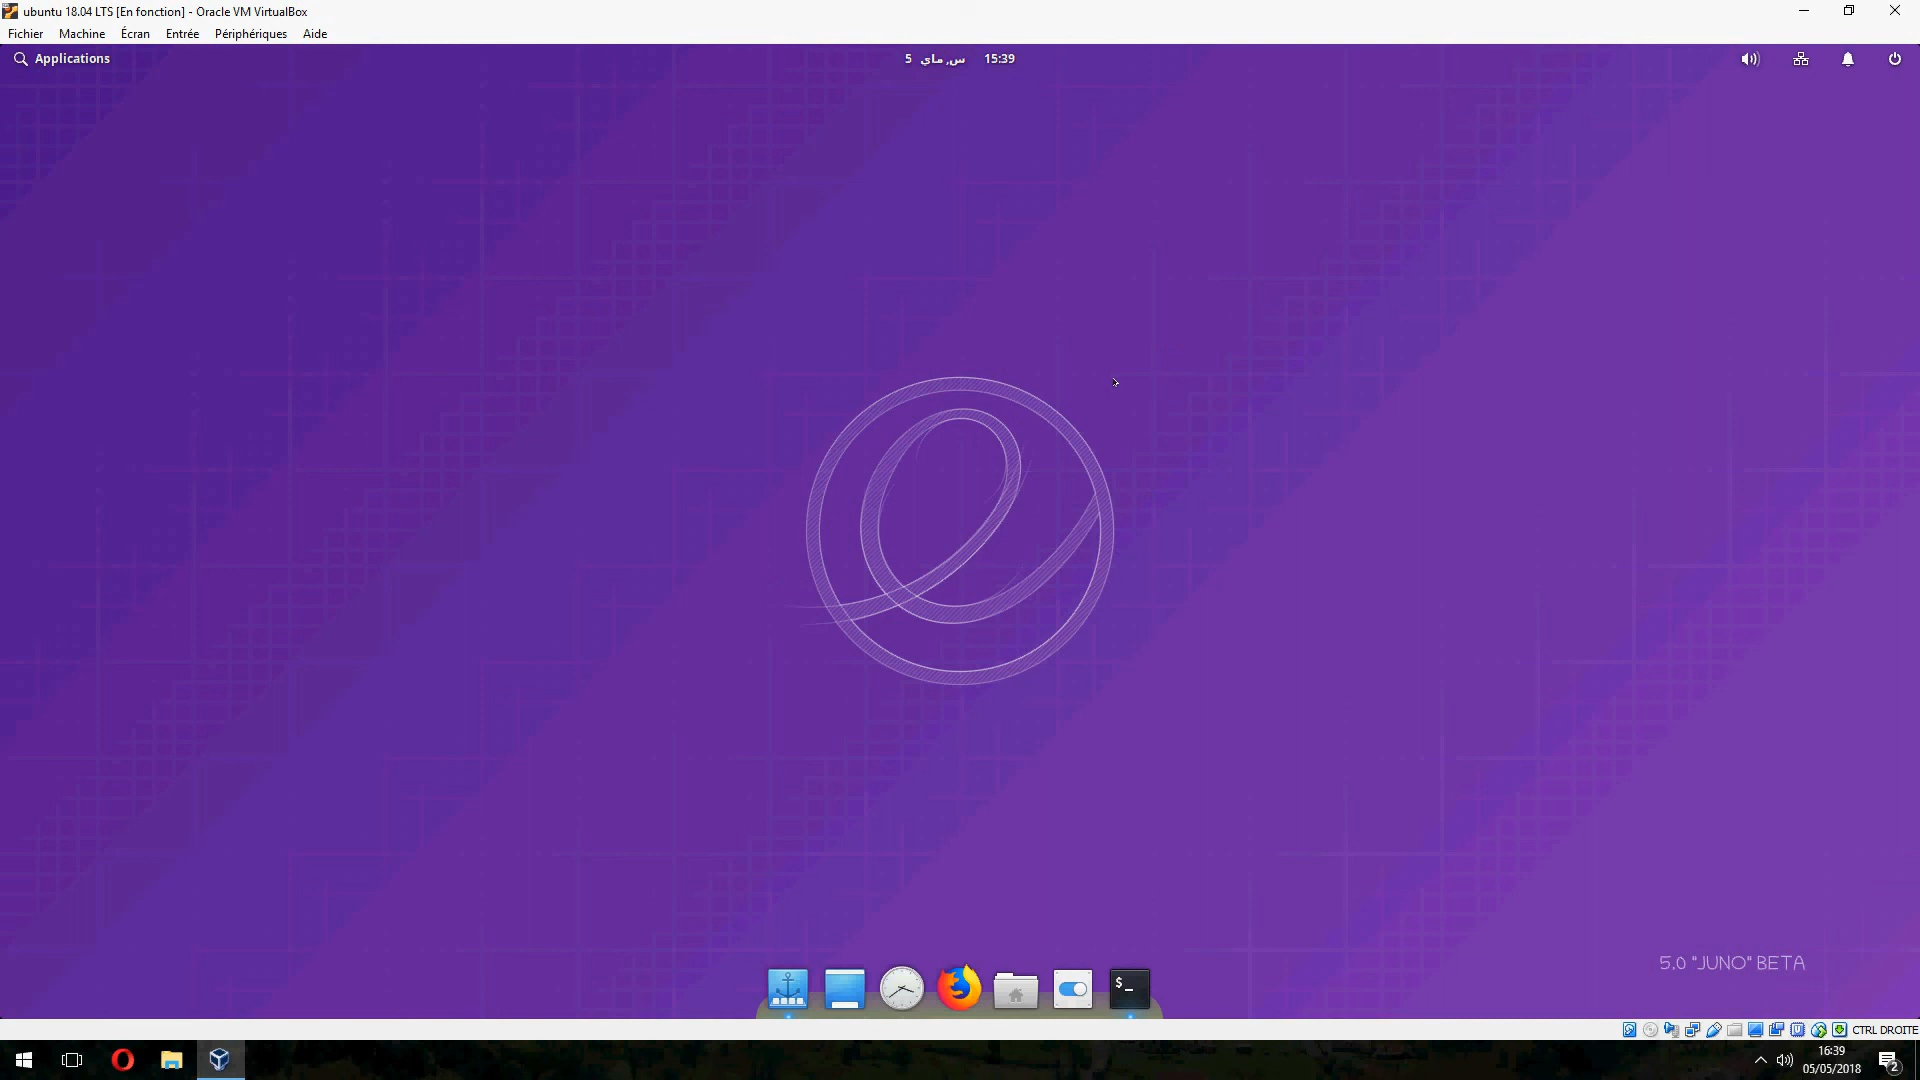 ubuntu 18.04 LTS [En fonction] - Oracle VM VirtualBox
Fichier Machine Écran Entrée Périphériques Aide
Applications
س, ماي 5 15:39
$_
5.0 "JUNO" BETA
CTRL DROITE
16:39
05/05/2018
2